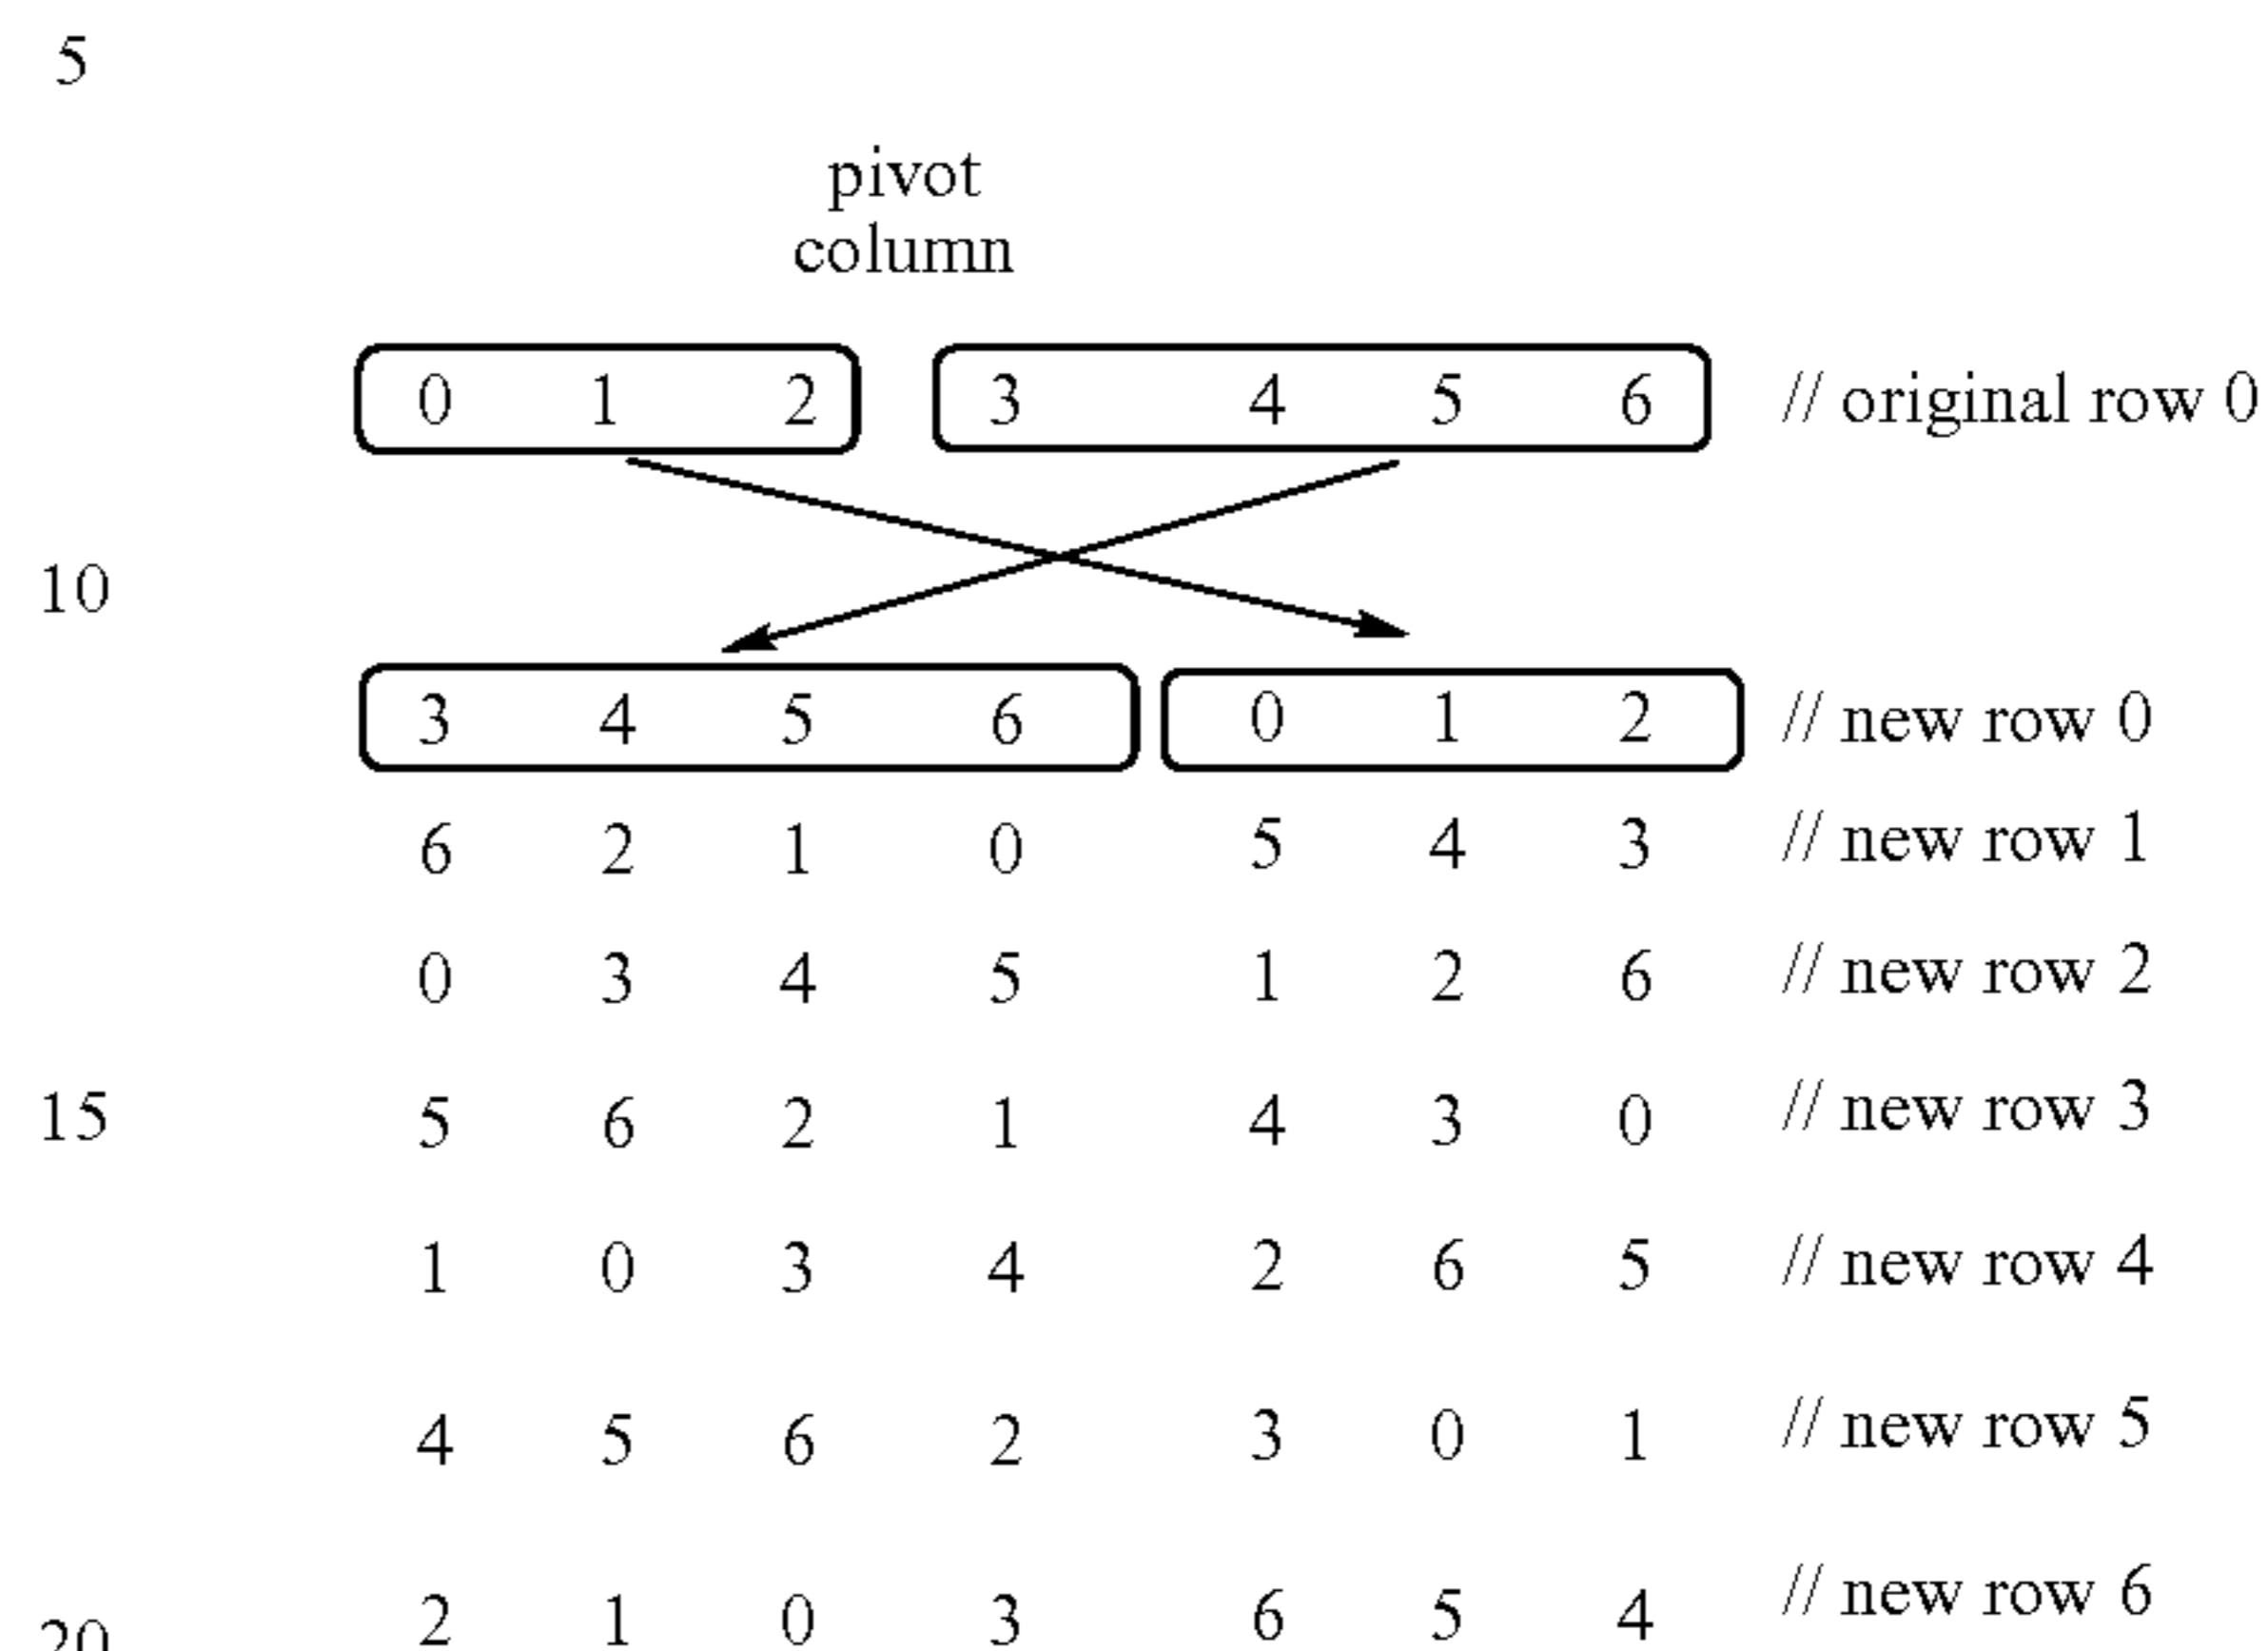 5
pivot
column
0 1 2 3 4 5 6 // original row 0
10
3 4 5 6 0 1 2 // new row 0
6 2 1 0 5 4 3 // new row 1
0 3 4 5 1 2 6 // new row 2
15 5 6 2 1 4 3 0 // new row 3
1 0 3 4 2 6 5 // new row 4
4 5 6 2 3 0 1 // new row 5
20 2 1 0 3 6 5 4 // new row 6